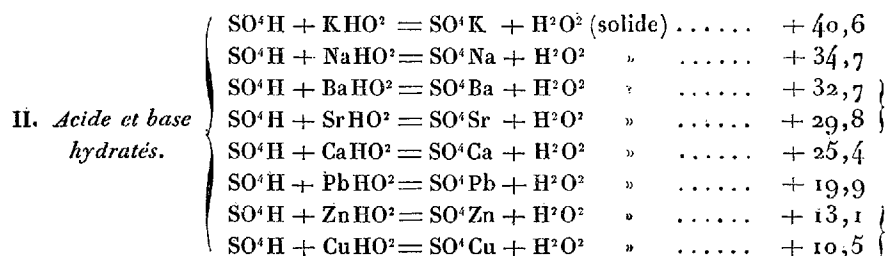 SO⁴H + KHO² = SO⁴K + H²O² (solide) ...... + 40,6
SO⁴H + NaHO² = SO⁴Na + H²O² » ...... + 34,7
SO⁴H + BaHO² = SO⁴Ba + H²O² » ...... + 32,7
II. Acide et base SO⁴H + SrHO² = SO⁴Sr + H²O² » ...... + 29,8
hydratés. SO⁴H + CaHO² = SO⁴Ca + H²O² » ...... + 25,4
SO⁴H + PbHO² = SO⁴Pb + H²O² » ...... + 19,9
SO⁴H + ZnHO² = SO⁴Zn + H²O² » ...... + 13,1
SO⁴H + CuHO² = SO⁴Cu + H²O² » ...... + 10,5